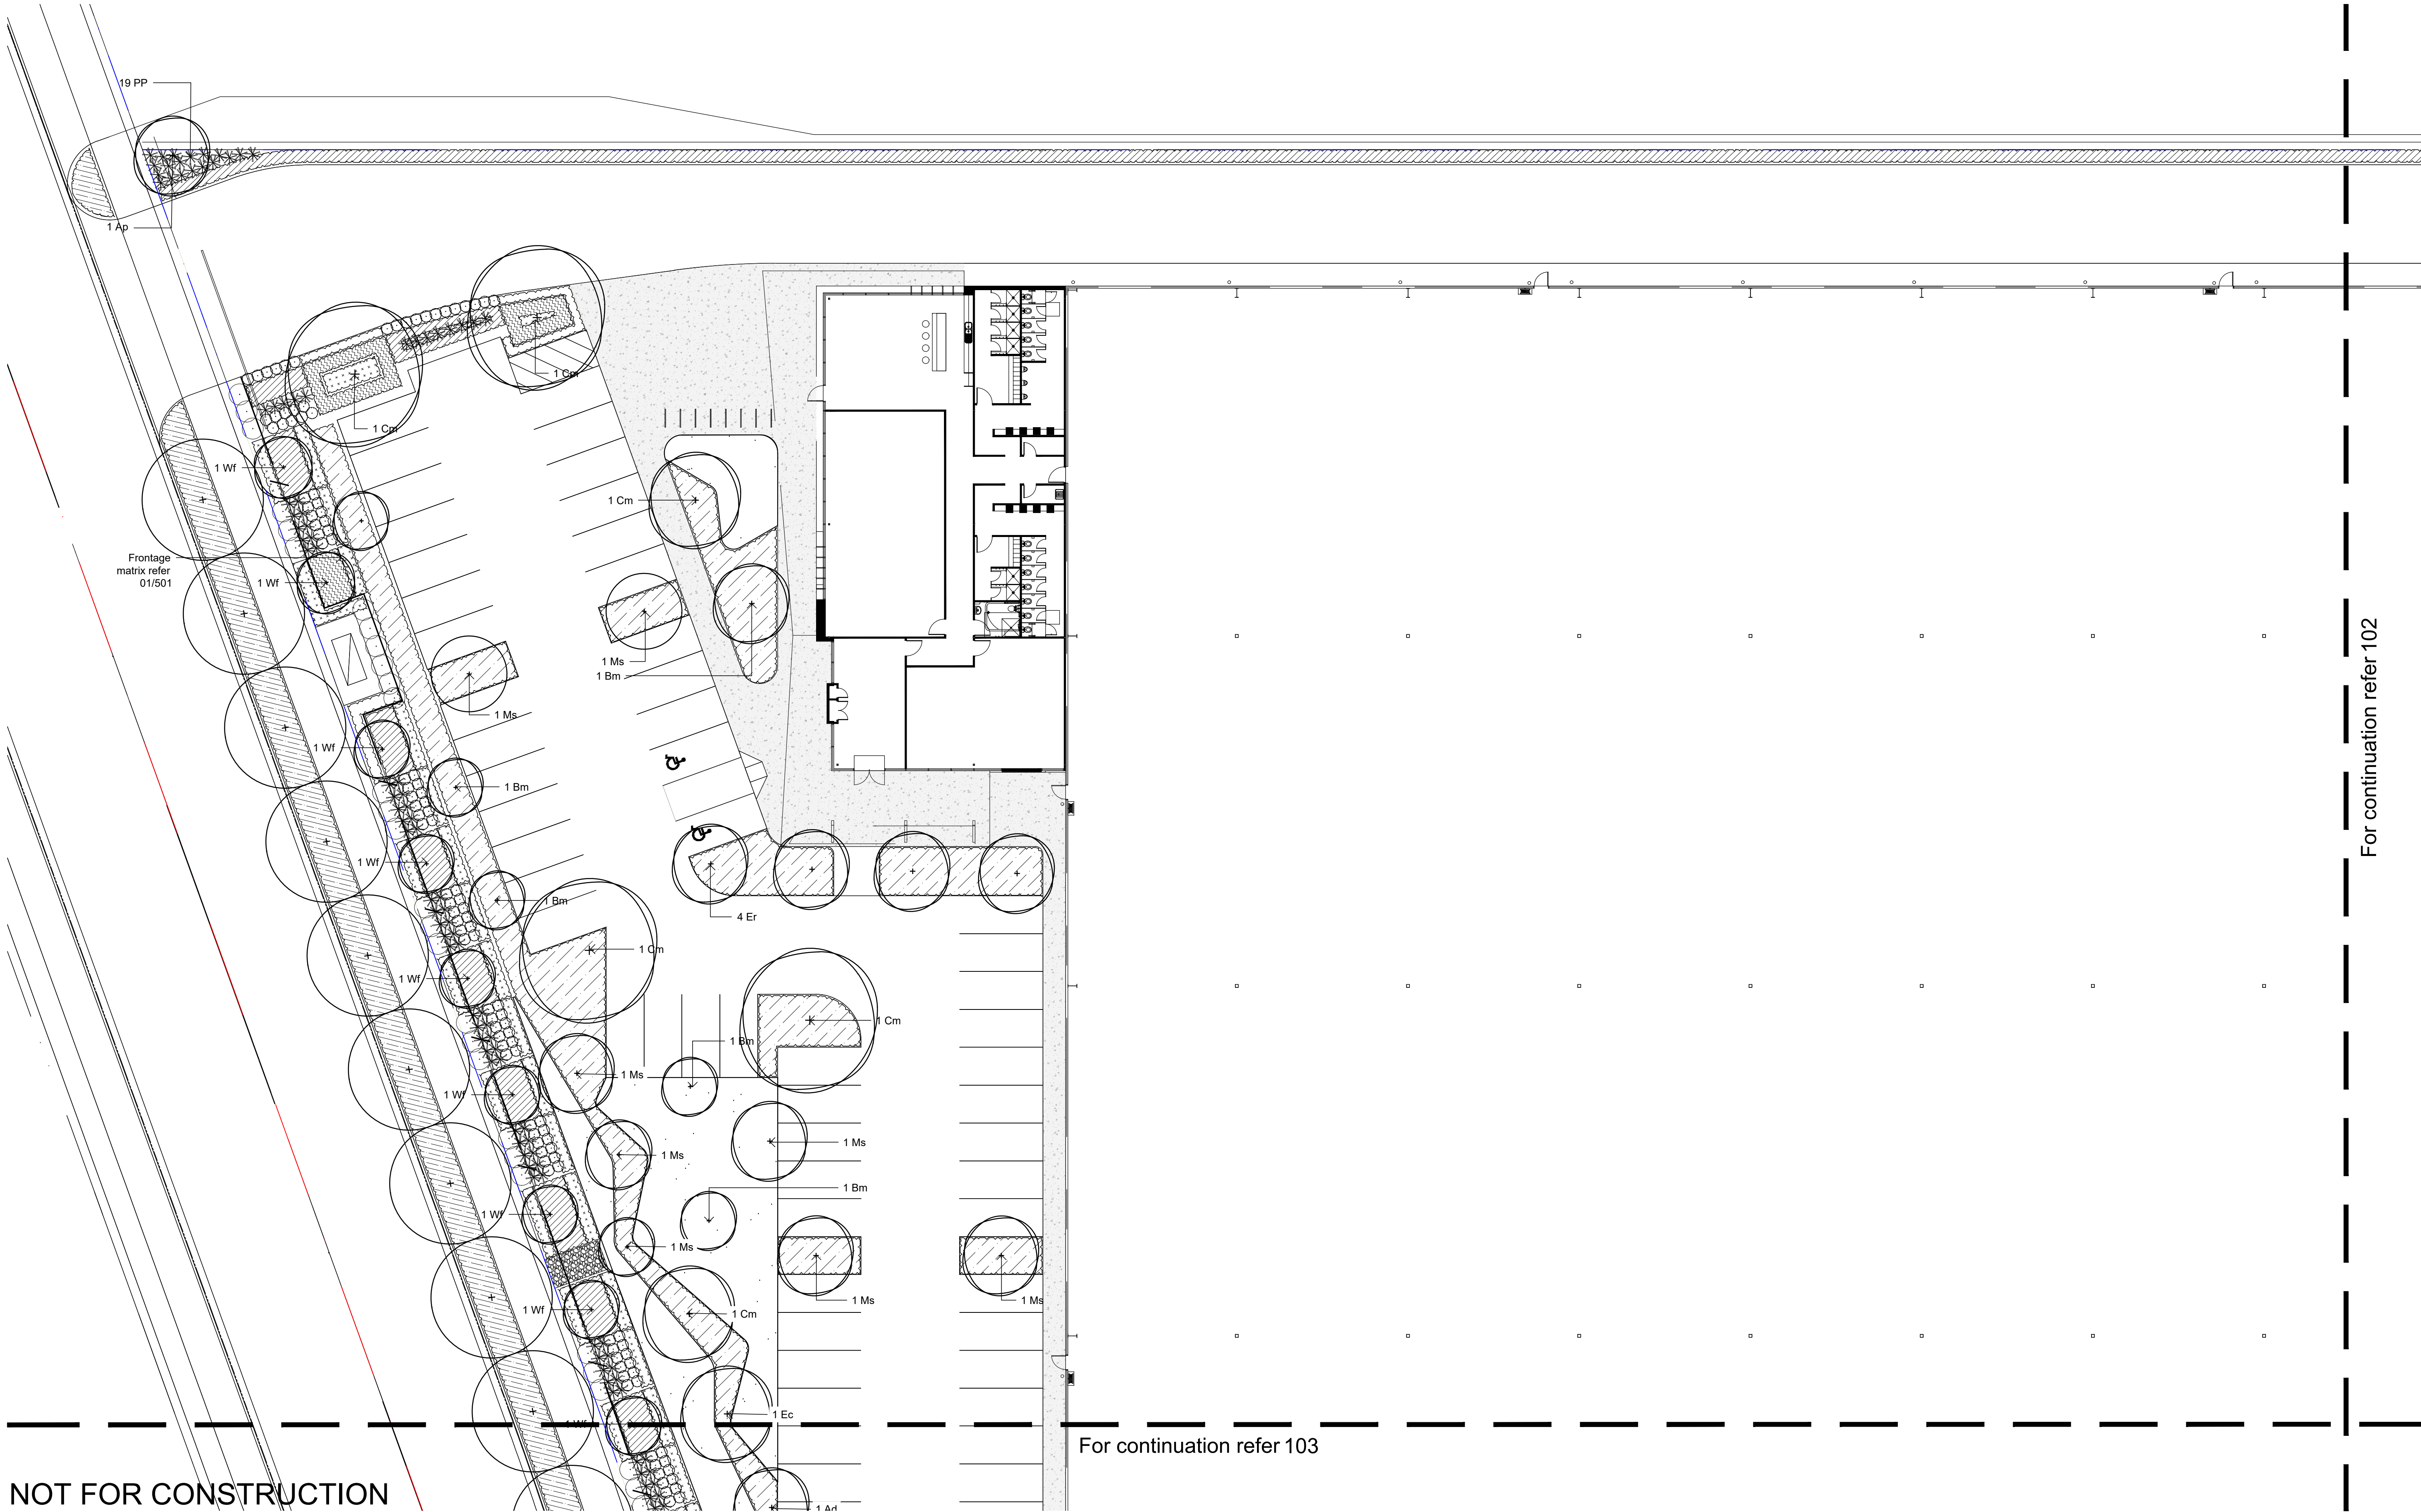 19 PP
1 Ap
1 Cm
1 Cm
1 Wf
1 Cm
Frontage
matrix refer
01/501
1 Wf
1 Ms
1 Bm
1 Ms
1 Wf
1 Bm
1 Wf
1 Bm
4 Er
1 Cm
1 Wf
1 Cm
1 Bm
1 Ms
1 Wf
1 Ms
1 Ms
1 Bm
1 Wf
1 Ms
1 Ms
1 Ms
1 Wf
1 Cm
1 Ec
1 Wf
1 Ad
For continuation refer 102
For continuation refer 103
NOT FOR CONSTRUCTION